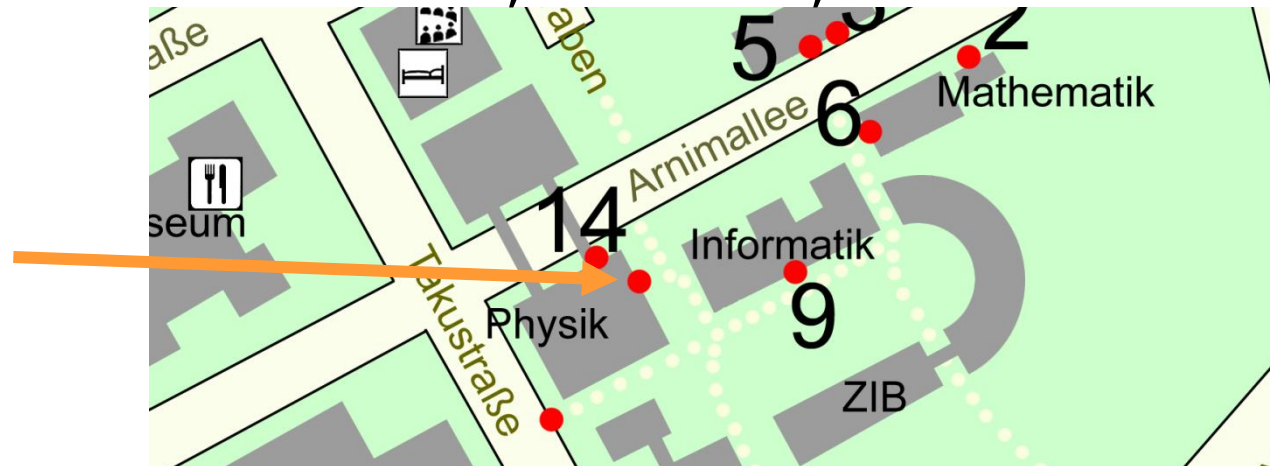 aße
aben
5
3
2
Mathematik
6
Arnimallee
seum
14
Informatik
Takustraße
Physik
9
ZIB